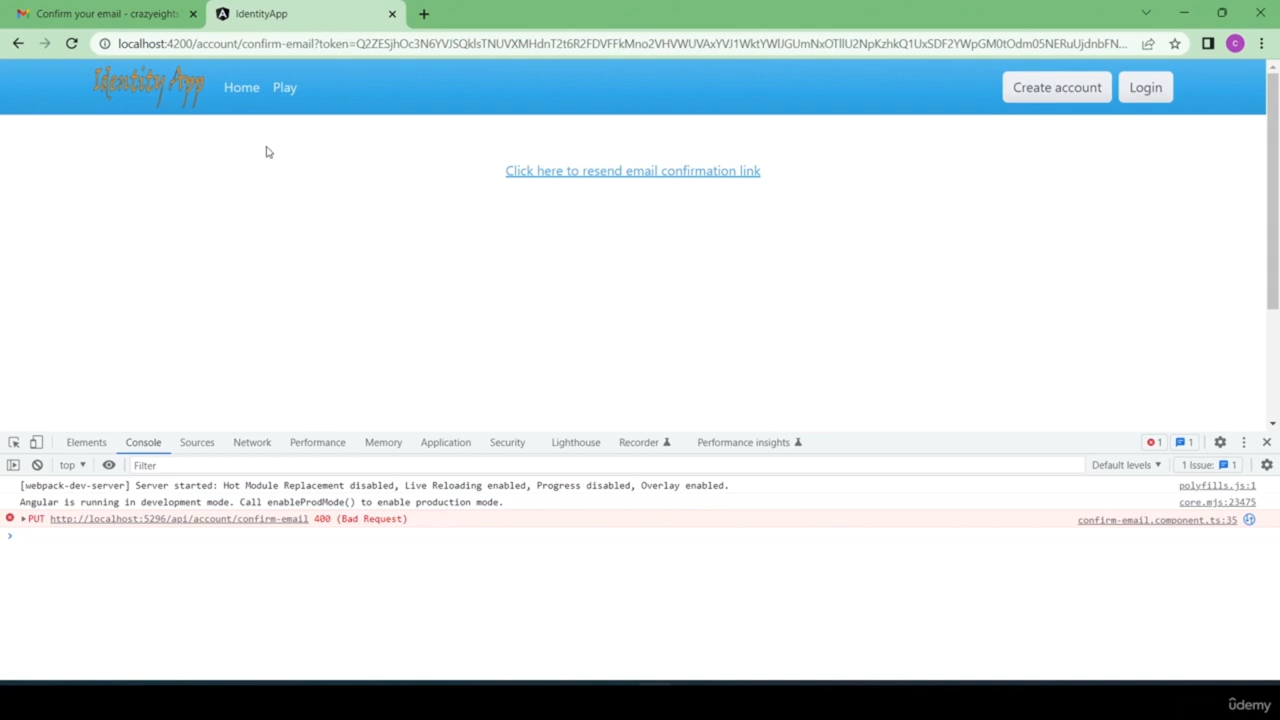 Confirm your email - crazyeights
IdentityApp
localhost:4200/account/confirm-email?token=Q2ZESjhOc3N6YVJSQklsTNUVXMHdnT2t6R2FDVFFkMno2VHVWUVAxYVJ1WktYWlJGUmNxOTllU2NpKzhkQ1UxSDF2YWpGM0tOdm05NERuUjdnbFN...
C
Identity App
Home
Play
Create account
Login
Click here to resend email confirmation link
Elements
Console
Sources
Network
Performance
Memory
Application
Security
Lighthouse
Recorder
Performance insights
1
1
top
Filter
Default levels
1 Issue:
1
[webpack-dev-server] Server started: Hot Module Replacement disabled, Live Reloading enabled, Progress disabled, Overlay enabled.
polyfills.js:1
Angular is running in development mode. Call enableProdMode() to enable production mode.
core.mjs:23475
PUT http://localhost:5296/api/account/confirm-email 400 (Bad Request)
confirm-email.component.ts:35
udemy